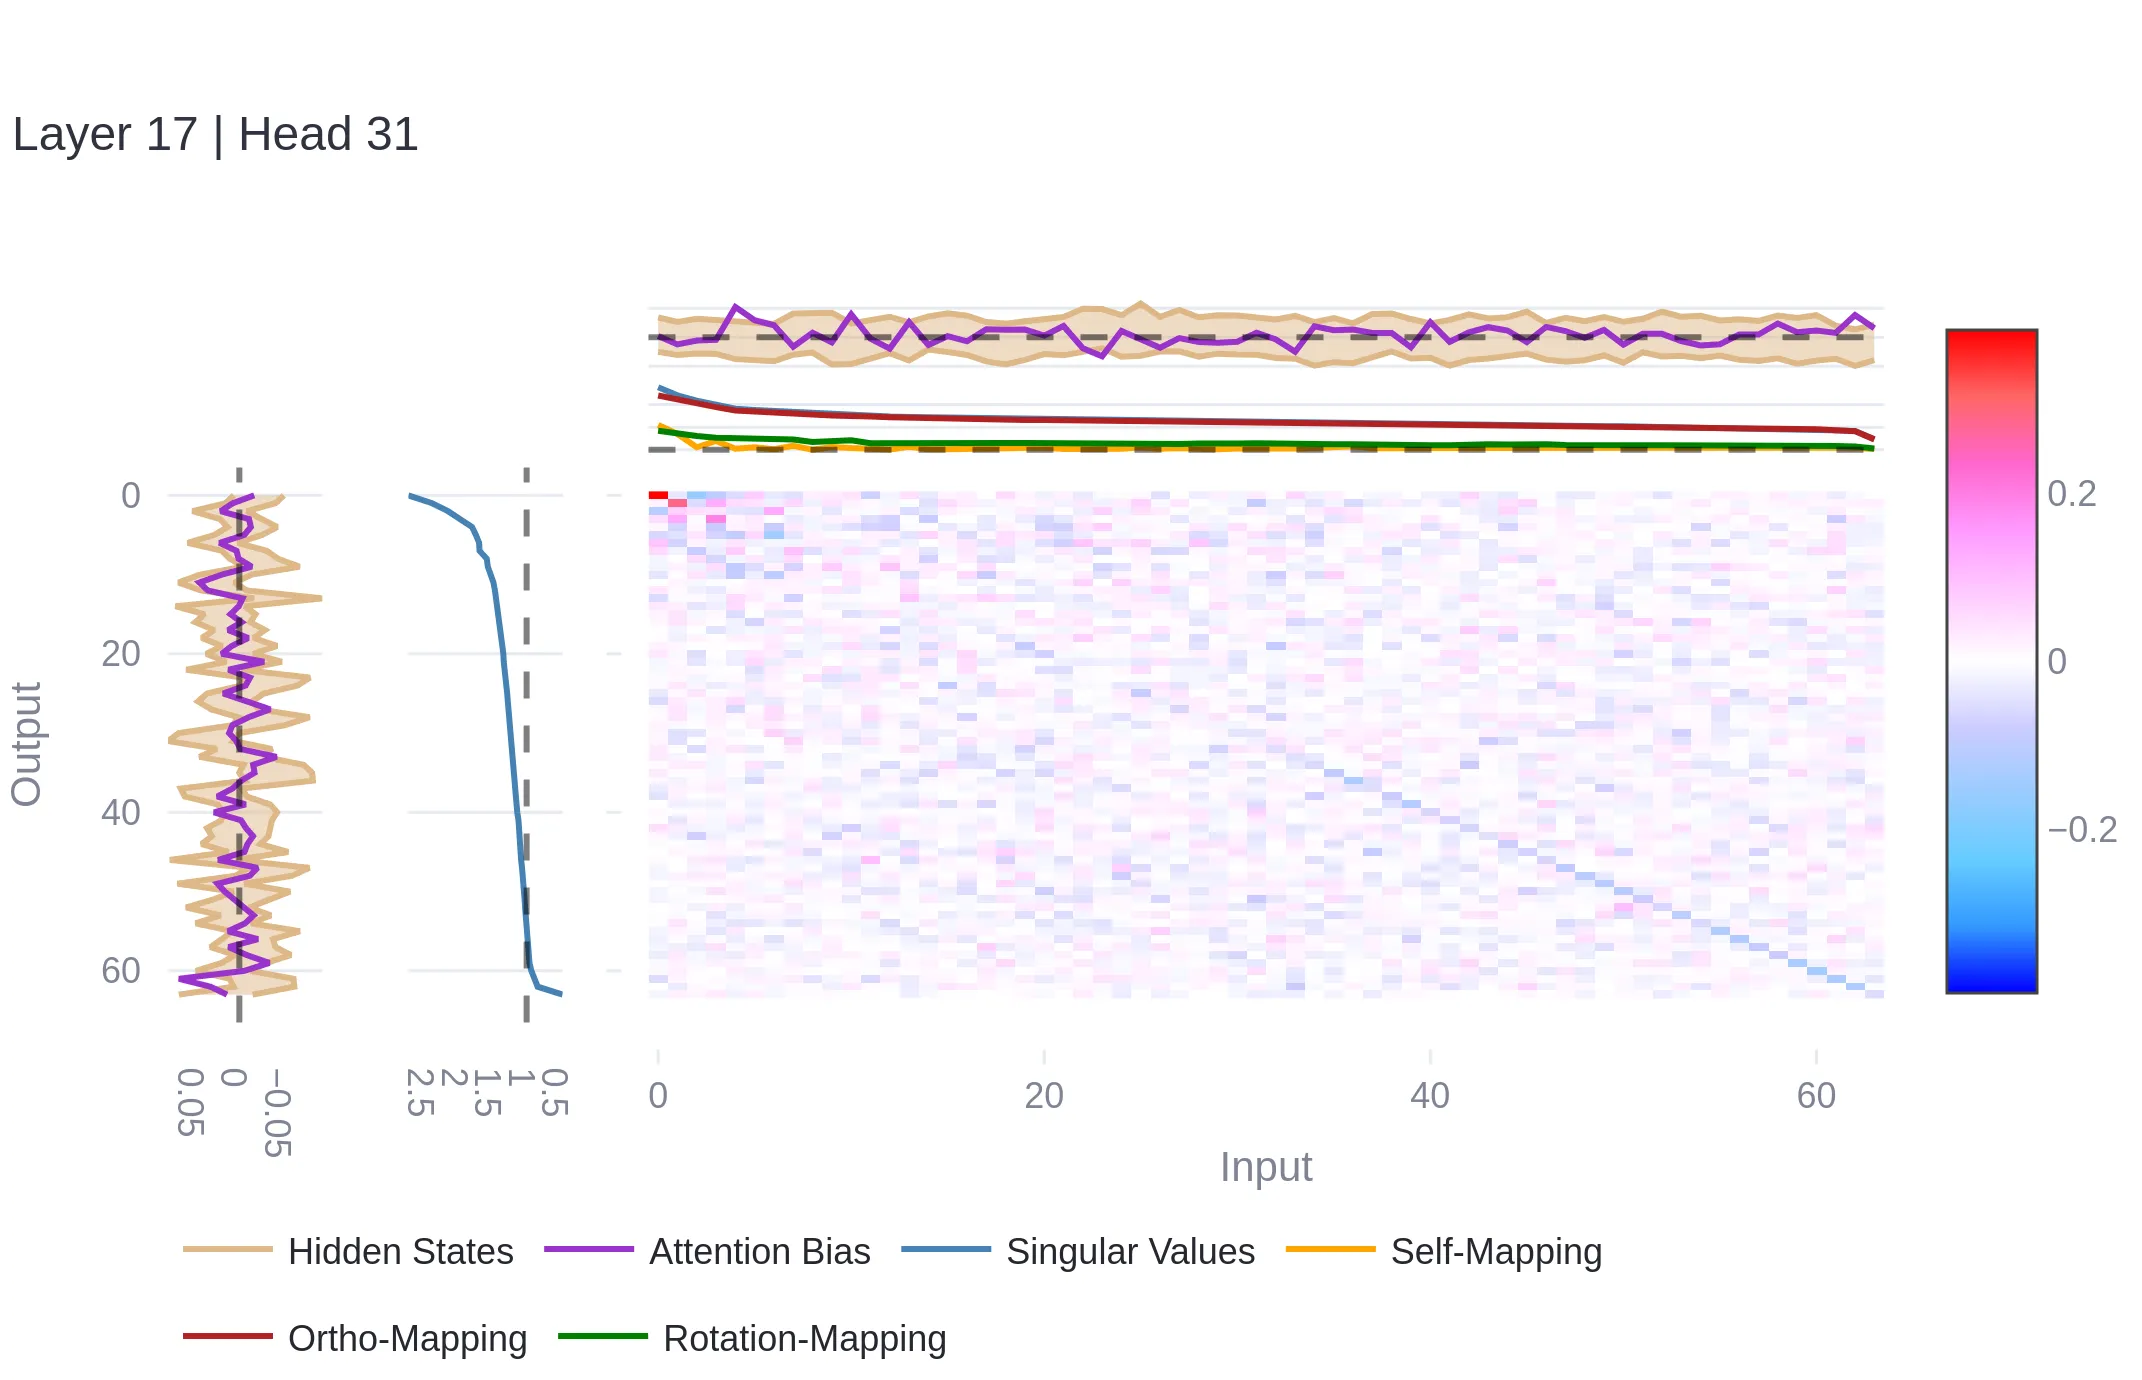 Layer 17 | Head 31
0
20
40
60
Output
0.05
0
−0.05
2.5
2
1.5
1
0.5
0
20
40
60
Input
0.2
0
−0.2
Hidden States
Attention Bias
Singular Values
Self-Mapping
Ortho-Mapping
Rotation-Mapping